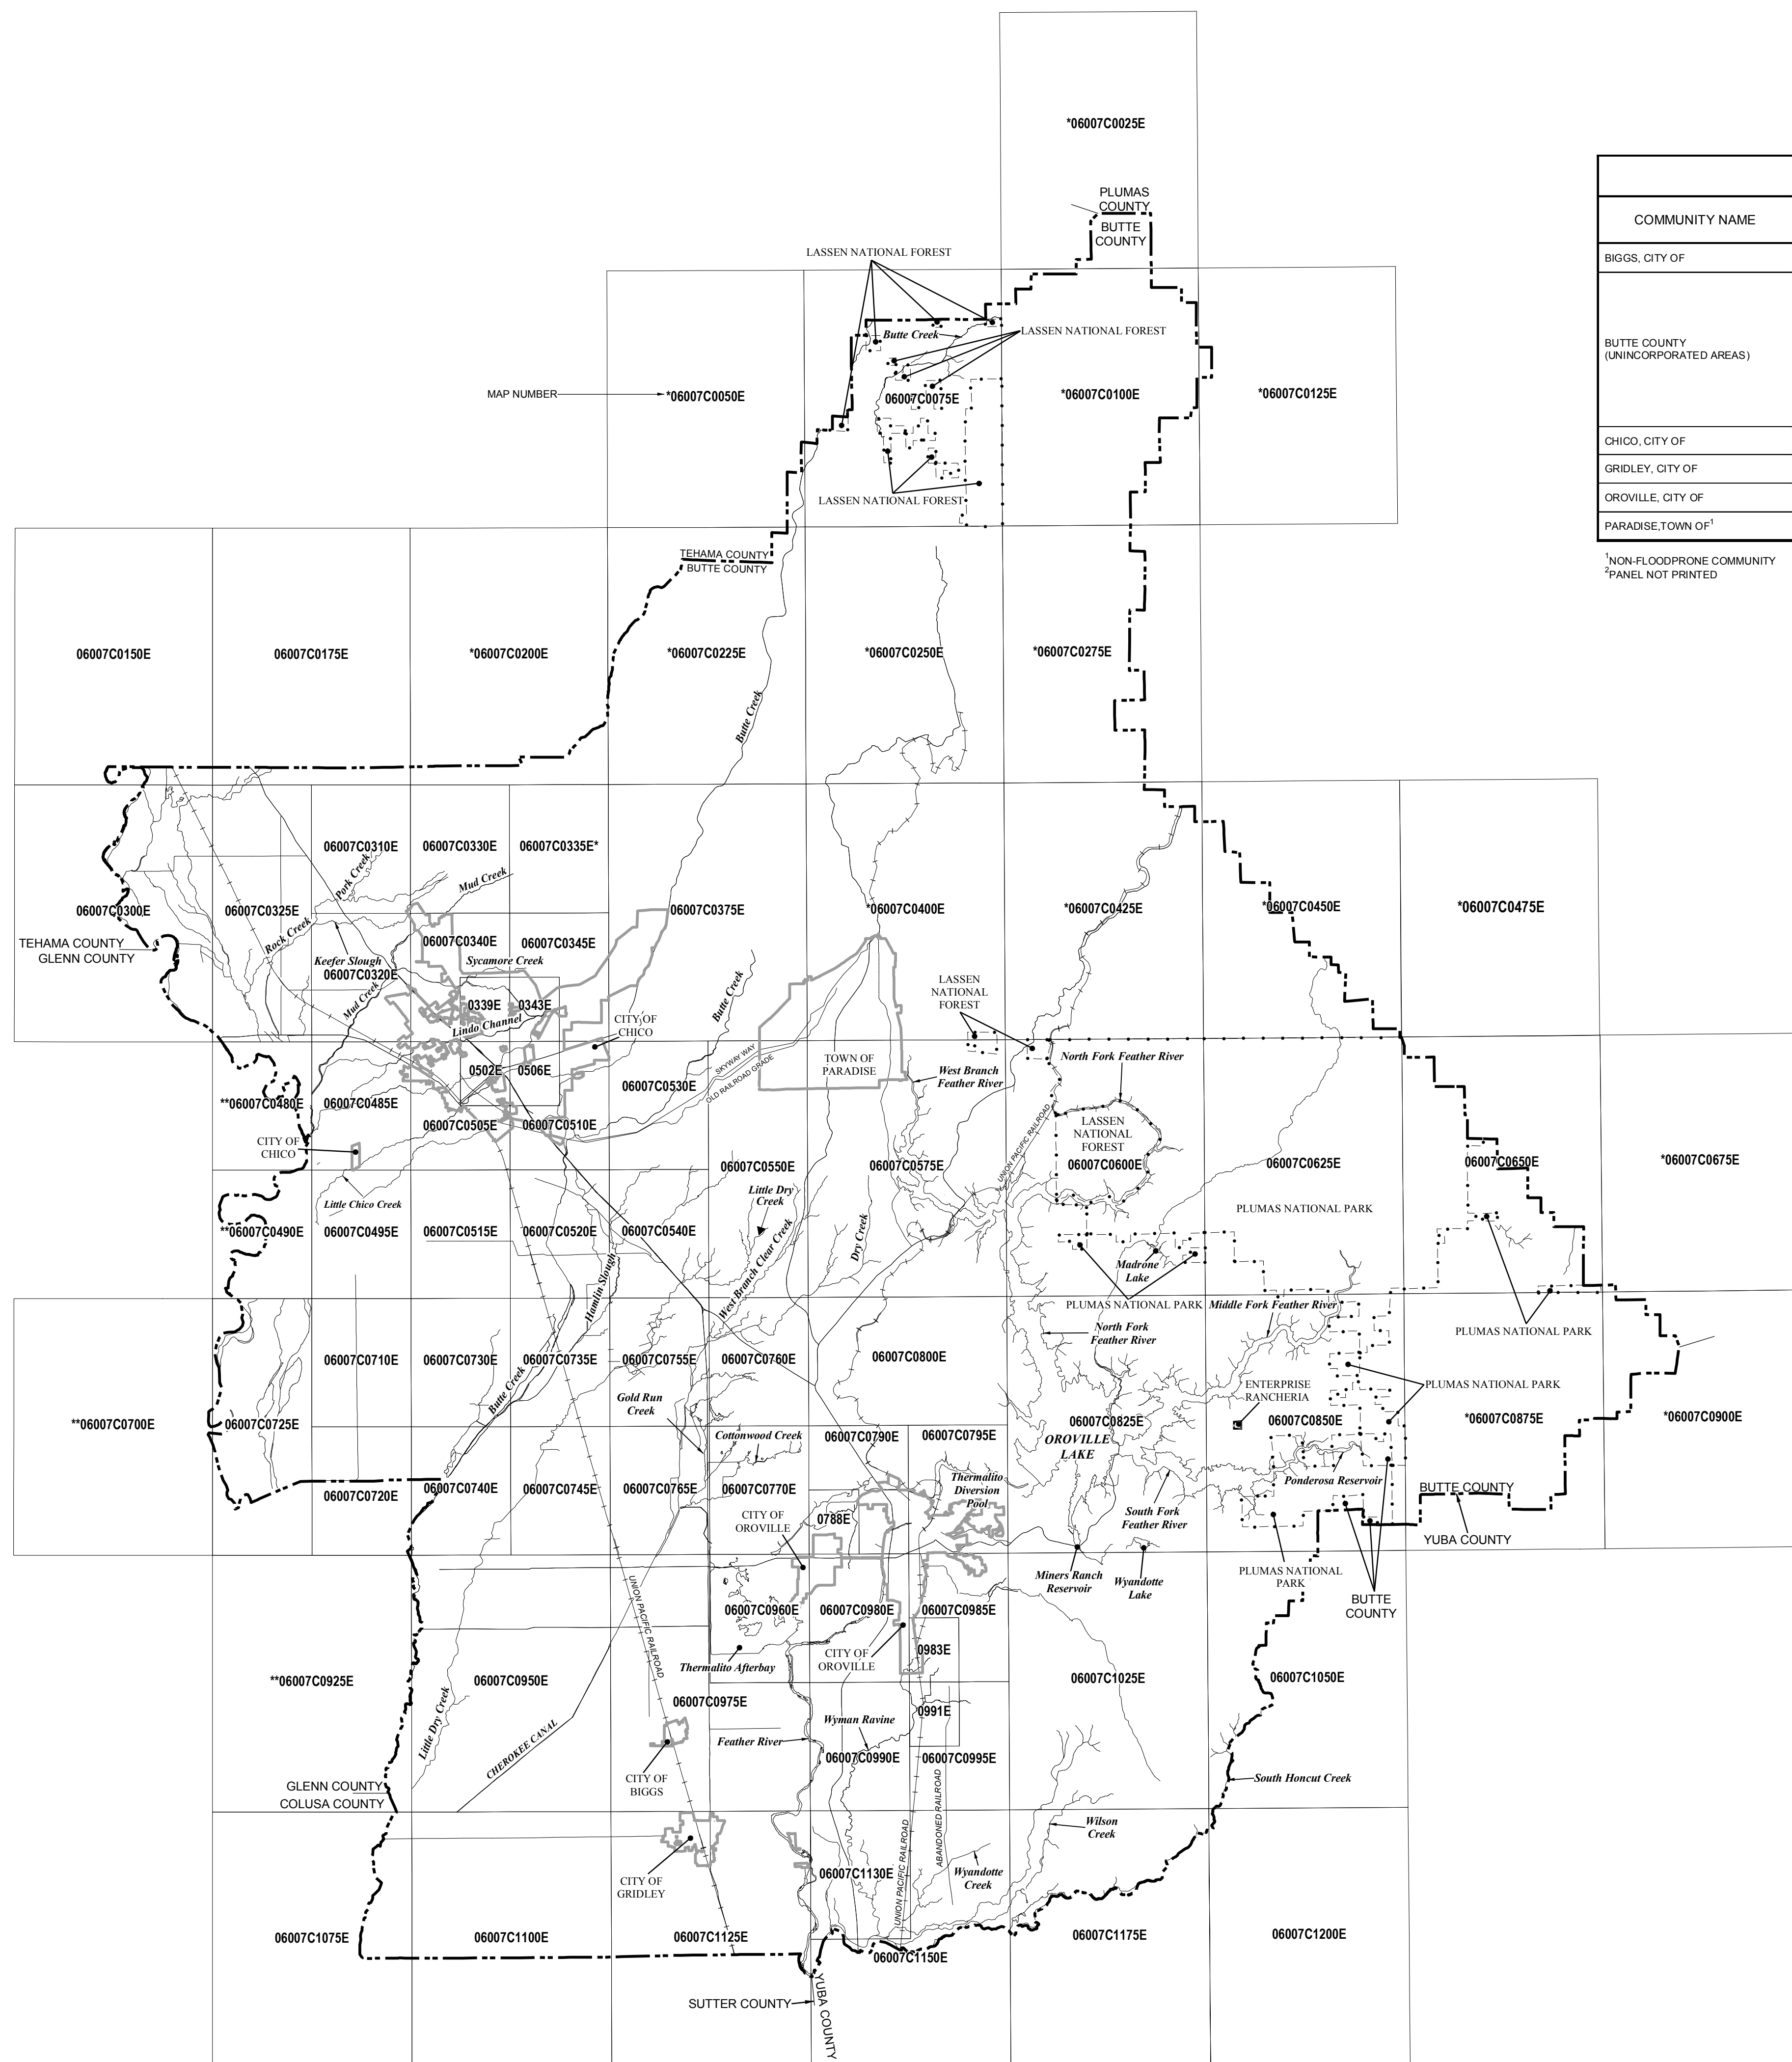 *06007C0025E
PLUMAS
COUNTY
BUTTE
COUNTY
COMMUNITY NAME
BIGGS, CITY OF
BUTTE COUNTY
(UNINCORPORATED AREAS)
CHICO, CITY OF
GRIDLEY, CITY OF
OROVILLE, CITY OF
PARADISE,TOWN OF1
1NON-FLOODPRONE COMMUNITY
2PANEL NOT PRINTED
LASSEN NATIONAL FOREST
Butte Creek
LASSEN NATIONAL FOREST
MAP NUMBER
*06007C0050E
06007C0075E
*06007C0100E
*06007C0125E
LASSEN NATIONAL FOREST
TEHAMA COUNTY
BUTTE COUNTY
06007C0150E
06007C0175E
*06007C0200E
*06007C0225E
*06007C0250E
*06007C0275E
Butte Creek
06007C0310E
06007C0330E
06007C0335E*
Pork Creek
Mud Creek
06007C0300E
06007C0325E
06007C0375E
*06007C0400E
*06007C0425E
*06007C0450E
*06007C0475E
TEHAMA COUNTY
GLENN COUNTY
Rock Creek
06007C0340E
06007C0345E
Keefer Slough
Sycamore Creek
06007C0320E
Mud Creek
0339E
0343E
Lindo Channel
CITY OF
CHICO
Butte Creek
LASSEN
NATIONAL
FOREST
SKYWAY WAY
OLD RAILROAD GRADE
TOWN OF
PARADISE
North Fork Feather River
West Branch
Feather River
0502E
0506E
06007C0530E
**06007C0480E
06007C0485E
06007C0505E
06007C0510E
CITY OF
CHICO
UNION PACIFIC RAILROAD
LASSEN
NATIONAL
FOREST
06007C0550E
06007C0575E
06007C0600E
06007C0625E
06007C0650E
*06007C0675E
Little Chico Creek
Little Dry
Creek
PLUMAS NATIONAL PARK
**06007C0490E
06007C0495E
06007C0515E
06007C0520E
06007C0540E
West Branch Clear Creek
Dry Creek
Hamlin Slough
Madrone
Lake
PLUMAS NATIONAL PARK
Middle Fork Feather River
North Fork
Feather River
PLUMAS NATIONAL PARK
06007C0710E
06007C0730E
06007C0735E
06007C0755E
06007C0760E
06007C0800E
Butte Creek
Gold Run
Creek
ENTERPRISE
RANCHERIA
PLUMAS NATIONAL PARK
**06007C0700E
06007C0725E
06007C0825E
06007C0850E
*06007C0875E
*06007C0900E
Cottonwood Creek
06007C0790E
06007C0795E
OROVILLE
LAKE
Ponderosa Reservoir
06007C0720E
06007C0740E
06007C0745E
06007C0765E
06007C0770E
Thermalito
Diversion
Pool
BUTTE COUNTY
CITY OF
OROVILLE
0788E
South Fork
Feather River
YUBA COUNTY
Miners Ranch
Reservoir
Wyandotte
Lake
PLUMAS NATIONAL
PARK
BUTTE
COUNTY
UNION PACIFIC RAILROAD
06007C0960E
06007C0980E
06007C0985E
CITY OF
OROVILLE
0983E
Thermalito Afterbay
**06007C0925E
06007C0950E
06007C0975E
06007C1025E
06007C1050E
Little Dry Creek
CHEROKEE CANAL
Wyman Ravine
0991E
Feather River
06007C0990E
06007C0995E
GLENN COUNTY
COLUSA COUNTY
CITY OF
BIGGS
South Honcut Creek
ABANDONED RAILROAD
UNION PACIFIC RAILROAD
Wilson
Creek
CITY OF
GRIDLEY
06007C1130E
Wyandotte
Creek
06007C1075E
06007C1100E
06007C1125E
06007C1150E
06007C1175E
06007C1200E
SUTTER COUNTY
YUBA COUNTY